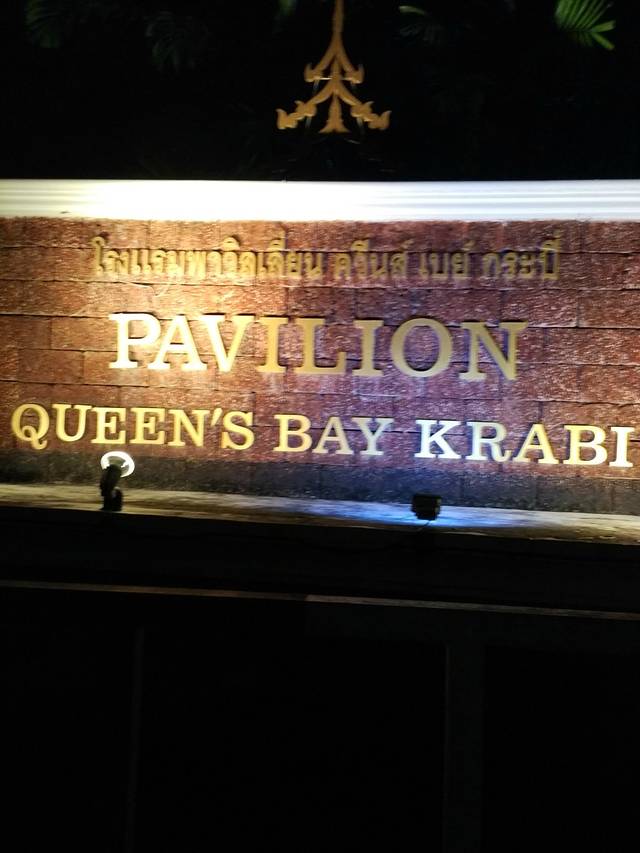 โรงแรมพาวิลเลี่ยน ควีนส์ เบย์ กระบี่
PAVILION
QUEEN'S BAY KRABI